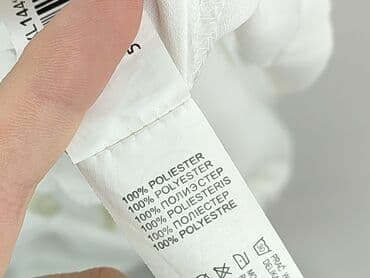 100% POLIESTER
100% POLYESTER
100% ПОЛИЭСТЕР
100% POLIESTERIS
100% ПОЛІЕСТЕР
100% POLYESTRE